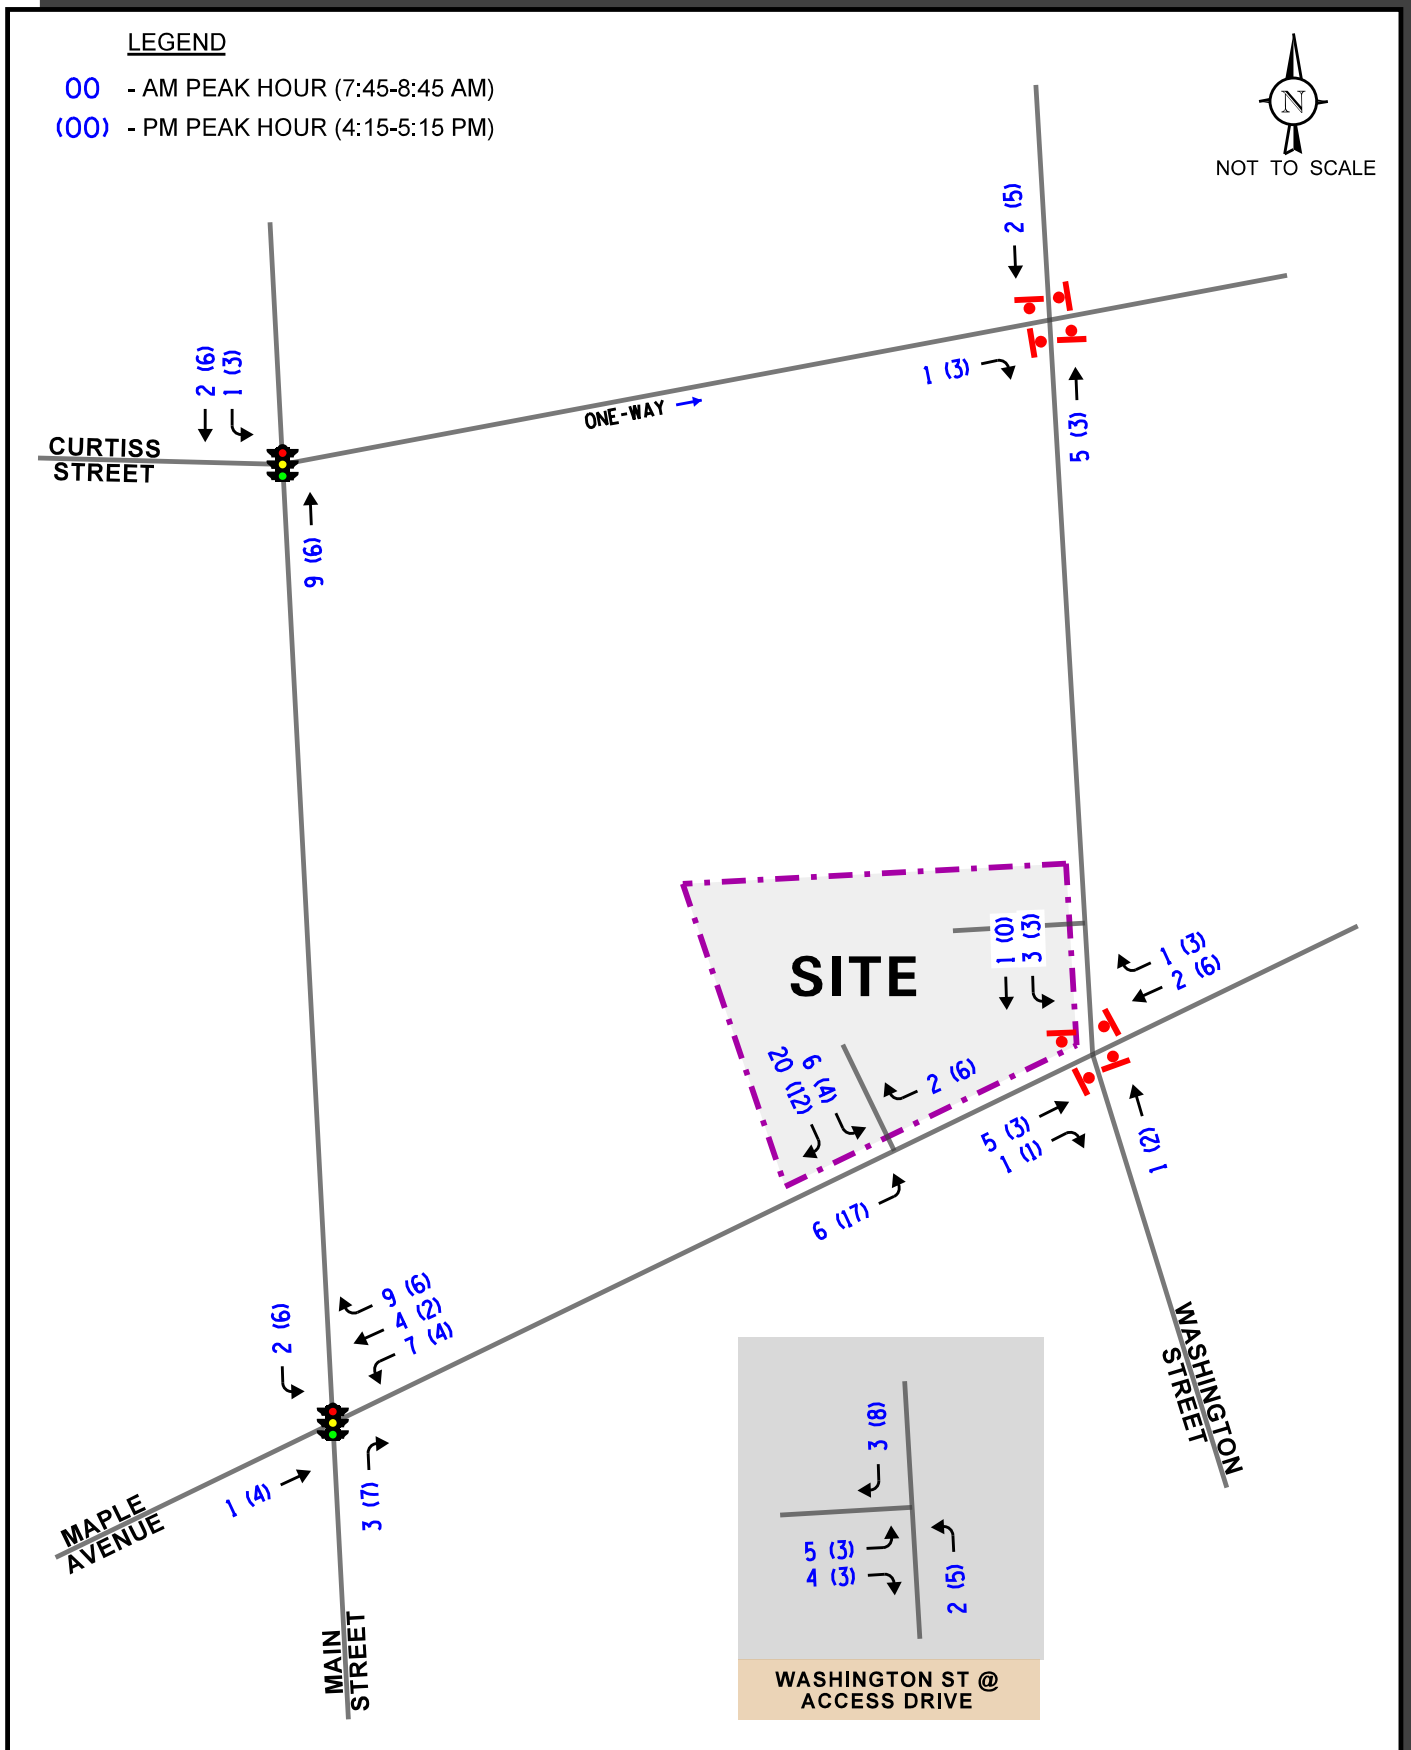 LEGEND
00 - AM PEAK HOUR (7:45-8:45 AM)
(00) - PM PEAK HOUR (4:15-5:15 PM)
N
NOT TO SCALE
2 (5)
2 (6)
1 (3)
1 (3)
5 (3)
ONE-WAY
CURTISS
STREET
9 (6)
1 (0)
3 (3)
1 (3)
2 (6)
SITE
6 (4)
20 (12)
2 (6)
5 (3)
1 (1)
1 (2)
6 (17)
2 (6)
9 (6)
4 (2)
7 (4)
WASHINGTON
STREET
1 (4)
3 (7)
MAPLE
AVENUE
3 (8)
5 (3)
4 (3)
2 (5)
MAIN
STREET
WASHINGTON ST @
ACCESS DRIVE